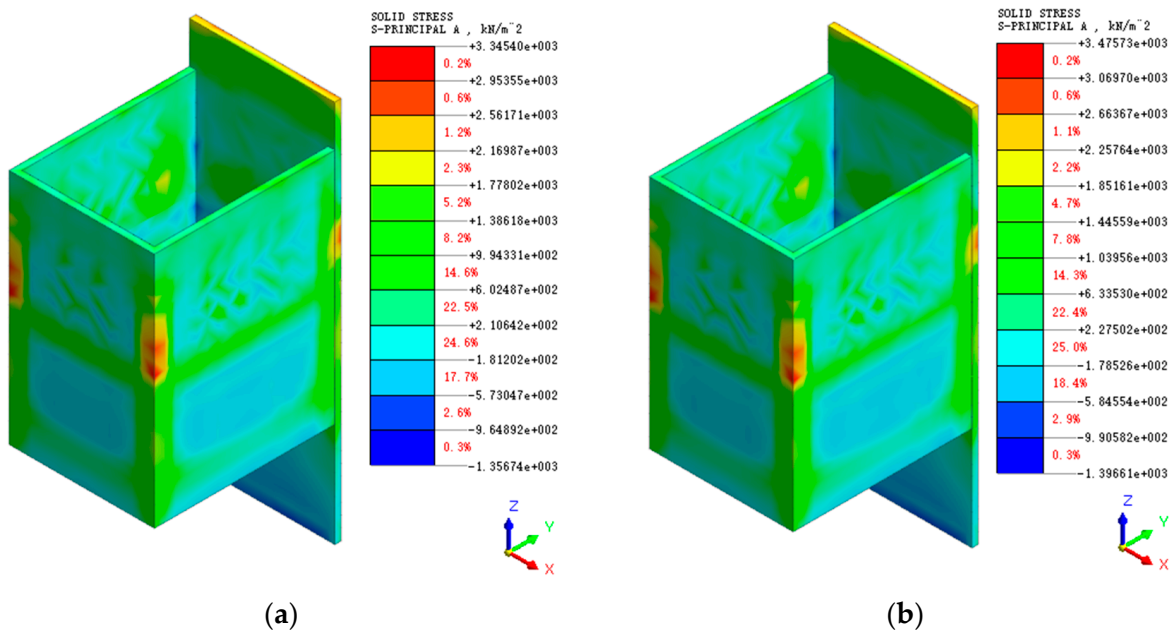 SOLID STRESS
S-PRINCIPAL A , kN/m^2
+3.34540e+003
0.2%
+2.95355e+003
0.6%
+2.56171e+003
1.2%
+2.16987e+003
2.3%
+1.77802e+003
5.2%
+1.38618e+003
8.2%
+9.94331e+002
14.6%
+6.02487e+002
22.5%
+2.10642e+002
24.6%
-1.81202e+002
17.7%
-5.73047e+002
2.6%
-9.64892e+002
0.3%
-1.35674e+003
Z
Y
X
(a)
SOLID STRESS
S-PRINCIPAL A , kN/m^2
+3.47573e+003
0.2%
+3.06970e+003
0.6%
+2.66367e+003
1.1%
+2.25764e+003
2.2%
+1.85161e+003
4.7%
+1.44559e+003
7.8%
+1.03956e+003
14.3%
+6.33530e+002
22.4%
+2.27502e+002
25.0%
-1.78526e+002
18.4%
-5.84554e+002
2.9%
-9.90582e+002
0.3%
-1.39661e+003
Z
Y
X
(b)